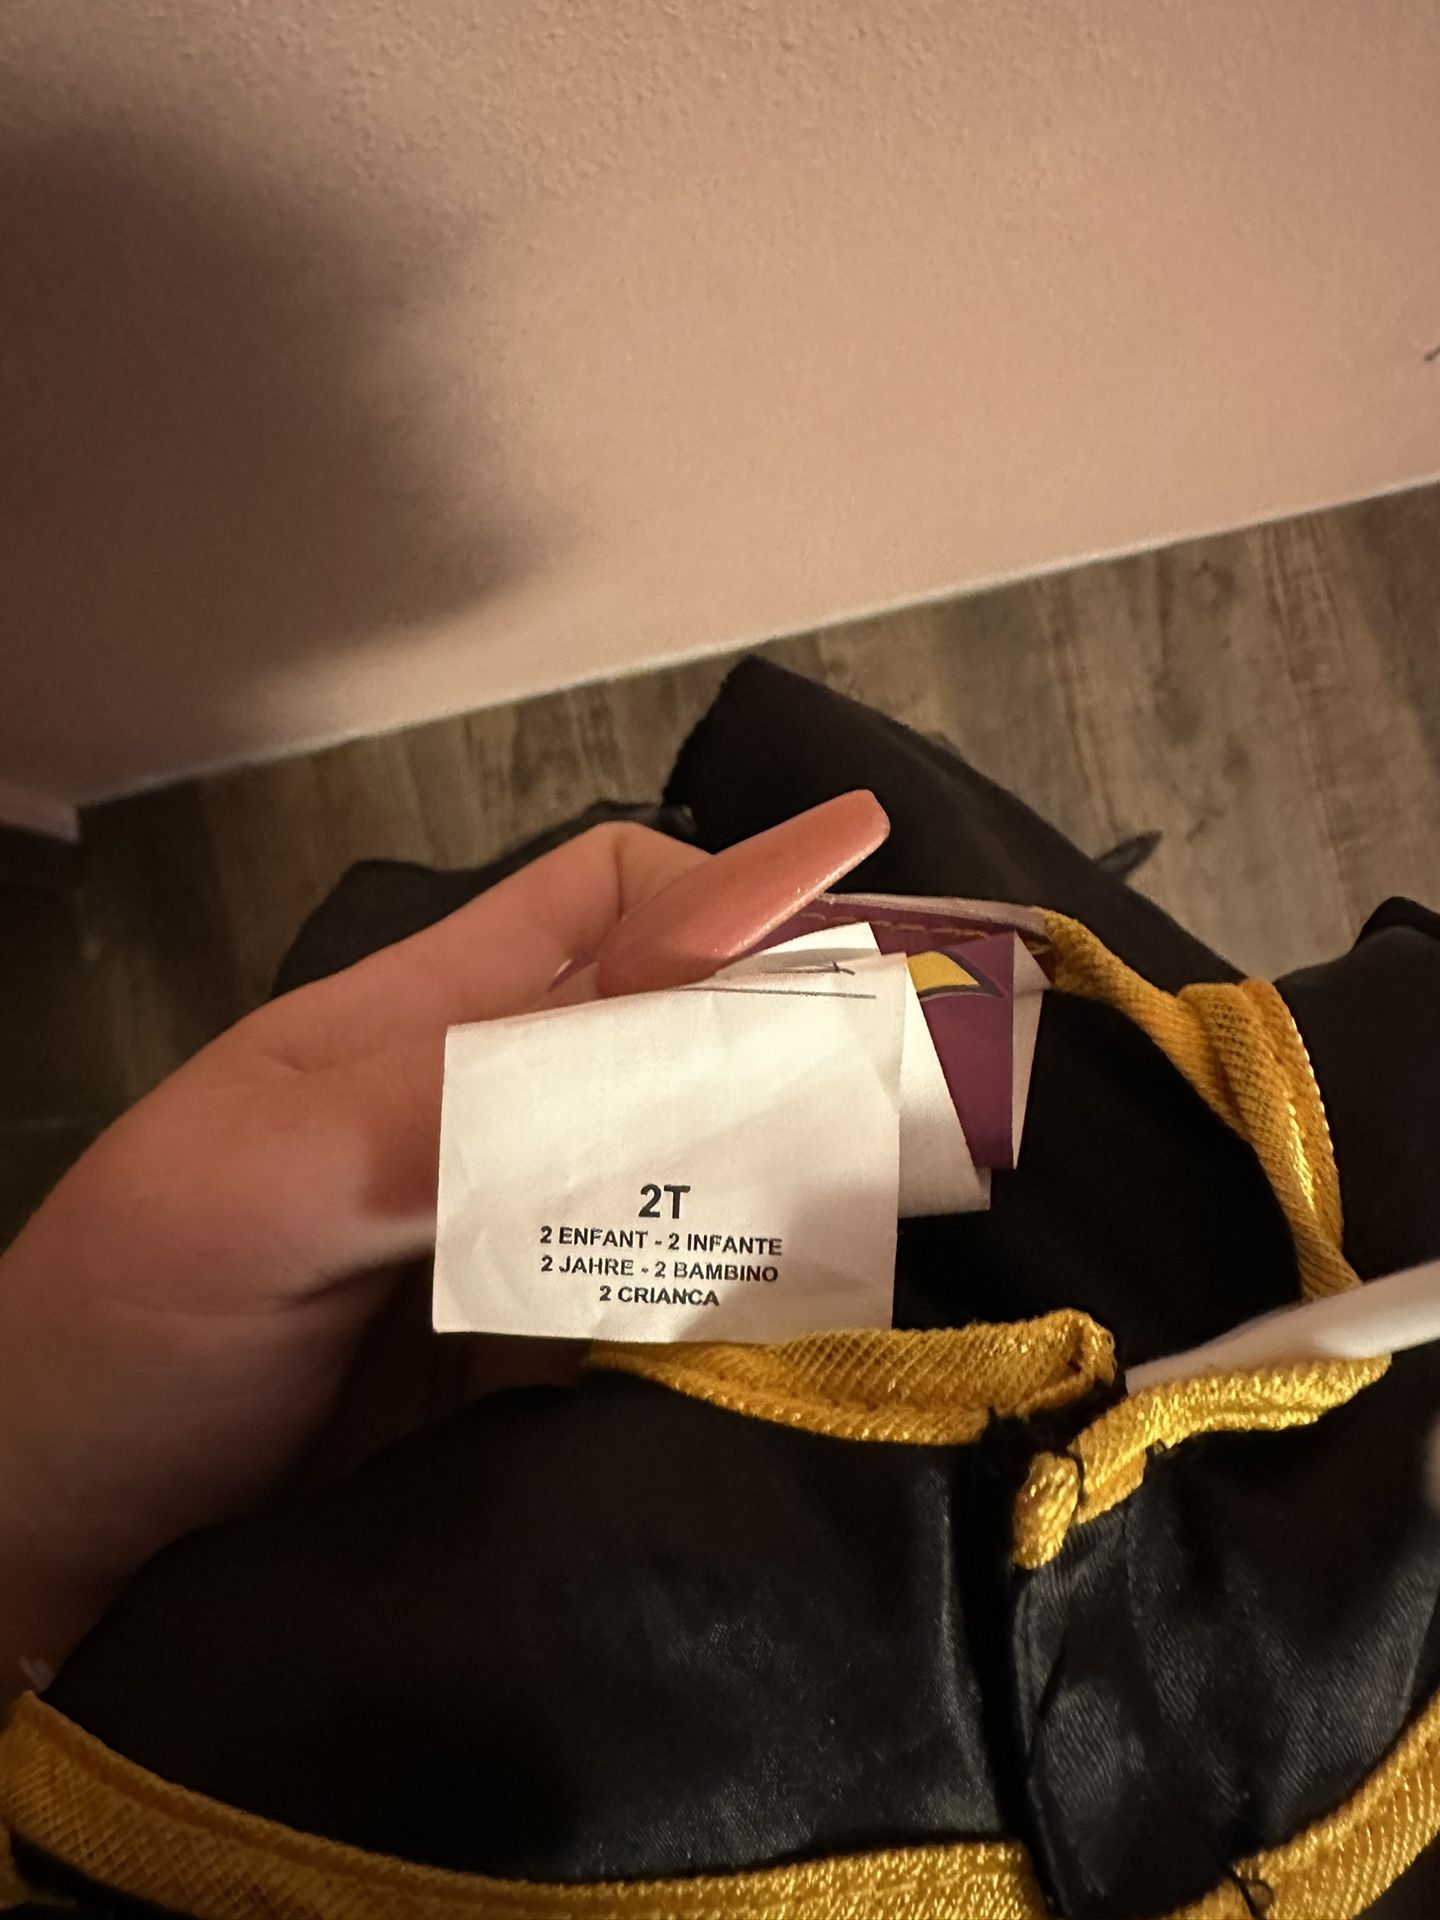 2T
2 ENFANT - 2 INFANTE
2 JAHRE - 2 BAMBINO
2 CRIANCA